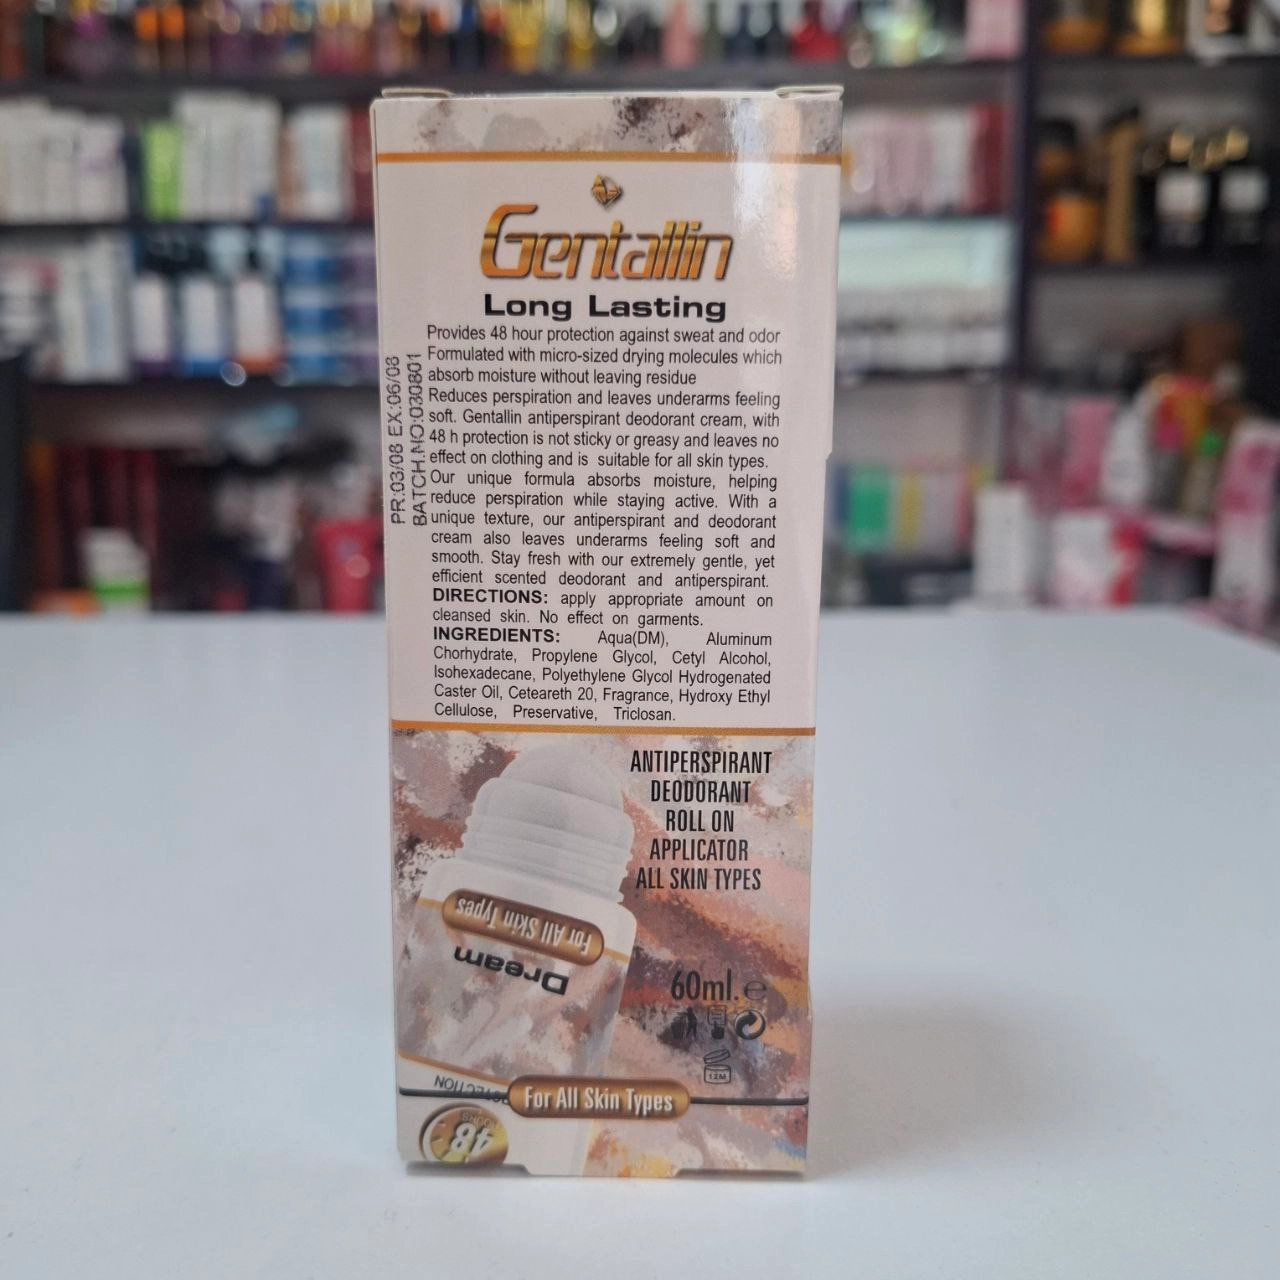 Gentallin
Long Lasting
Provides 48 hour protection against sweat and odor
Formulated with micro-sized drying molecules which
absorb moisture without leaving residue
Reduces perspiration and leaves underarms feeling
soft. Gentallin antiperspirant deodorant cream, with
48 h protection is not sticky or greasy and leaves no
effect on clothing and is suitable for all skin types.
Our unique formula absorbs moisture, helping
reduce perspiration while staying active. With a
unique texture, our antiperspirant and deodorant
cream also leaves underarms feeling soft and
smooth. Stay fresh with our extremely gentle, yet
efficient scented deodorant and antiperspirant.
DIRECTIONS: apply appropriate amount on
cleansed skin. No effect on garments.
INGREDIENTS: Aqua(DM), Aluminum
Chorhydrate, Propylene Glycol, Cetyl Alcohol,
Isohexadecane, Polyethylene Glycol Hydrogenated
Caster Oil, Ceteareth 20, Fragrance, Hydroxy Ethyl
Cellulose, Preservative, Triclosan.
PR:03/08 EX:06/08
BATCH.NO:030801
ANTIPERSPIRANT
DEODORANT
ROLL ON
APPLICATOR
ALL SKIN TYPES
For All Skin Types
Dream
60ml. e
12M
For All Skin Types
48
HOURS